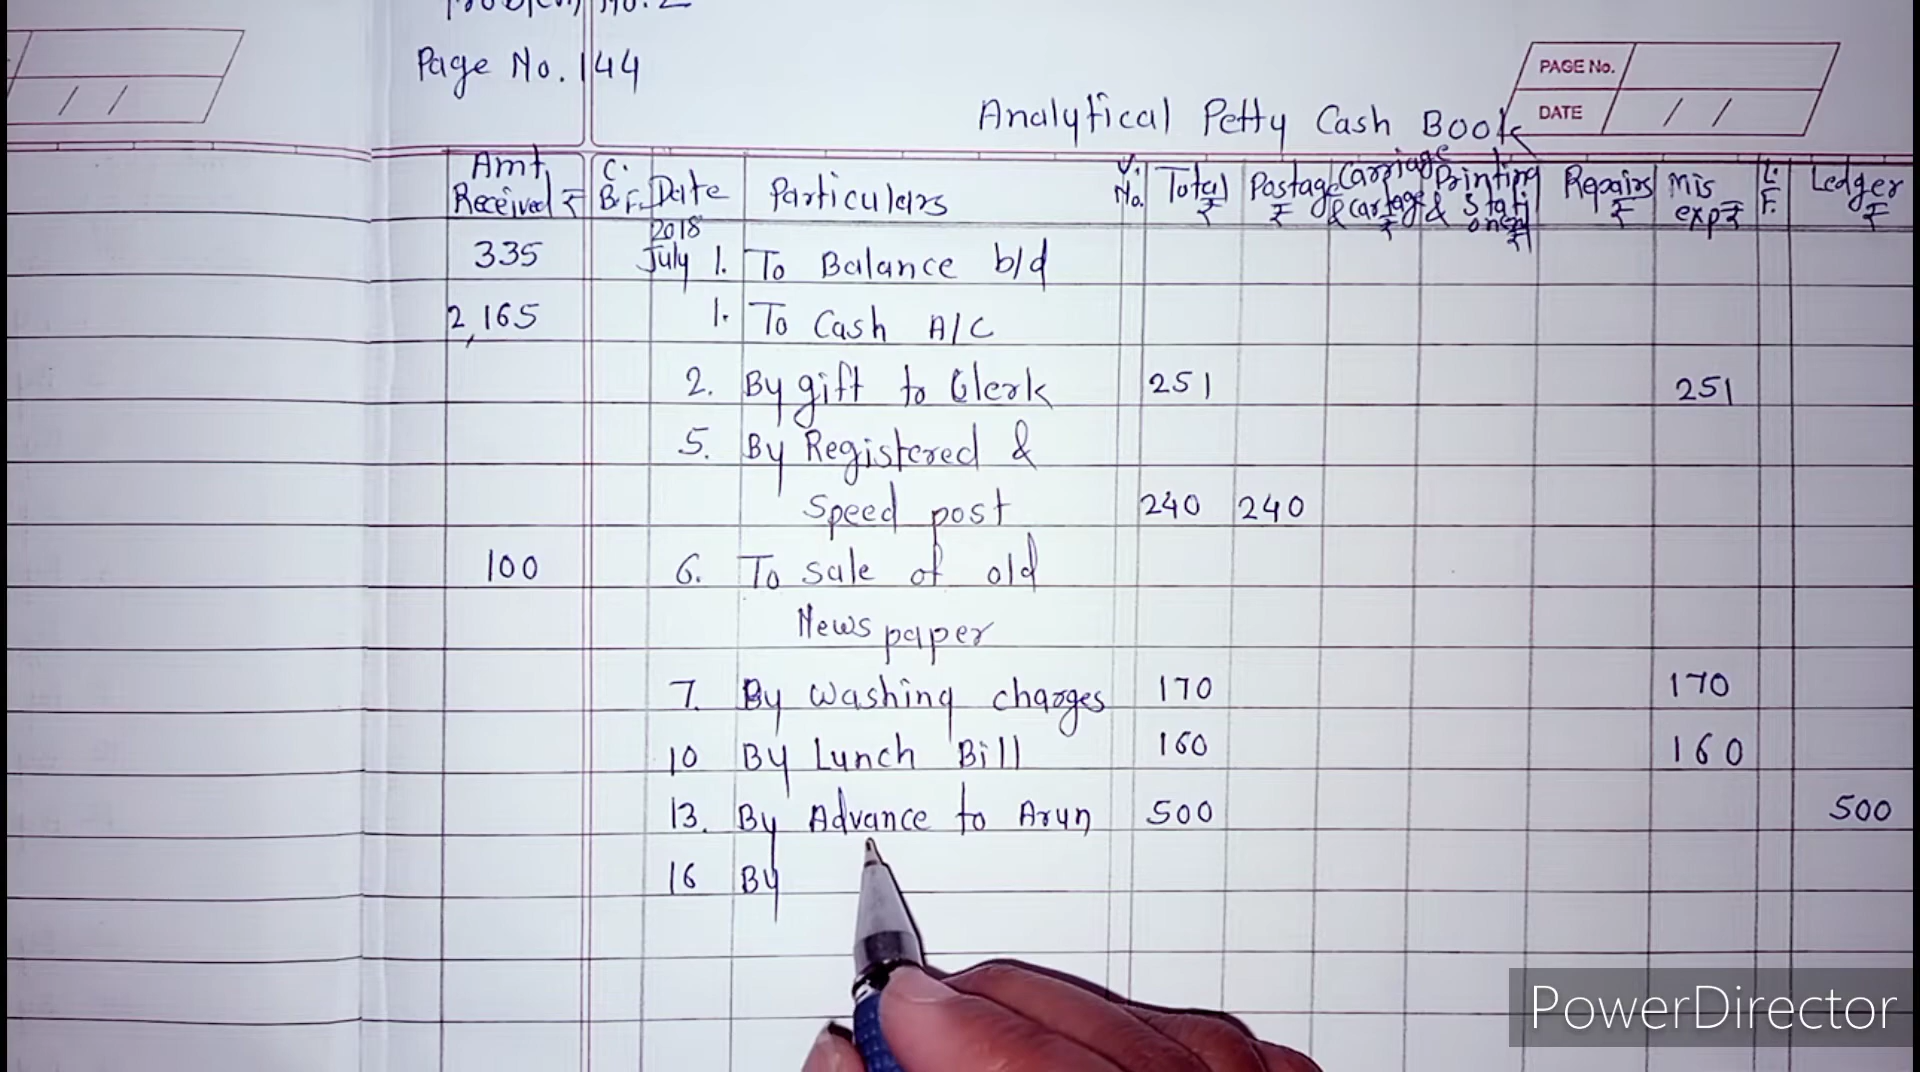 Problem No. 2
Page No. 144
PAGE No.
DATE / /
/ /
Analytical Petty Cash Book
Amt Received ₹ C. B.F. Date Particulars V. No. Total ₹ Postage ₹ Carriage & Cartage ₹ Printing & Stationery ₹ Repairs ₹ Mis exp ₹ L. F. Ledger ₹
2018
335 July 1. To Balance b/d
2,165 1. To Cash A/C
2. By gift to Clerk 251 251
5. By Registered &
Speed post 240 240
100 6. To sale of old
News paper
7. By Washing charges 170 170
10 By Lunch Bill 160 160
13. By Advance to Arun 500 500
16 By
PowerDirector